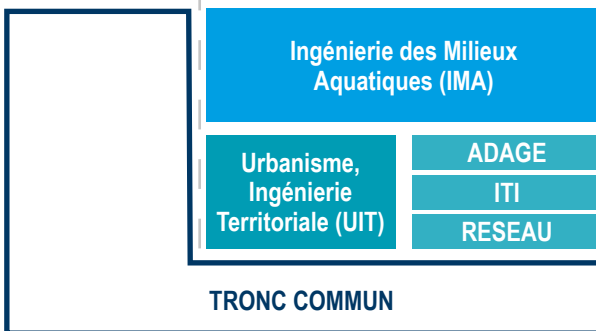 Ingénierie des Milieux
Aquatiques (IMA)
Urbanisme,
Ingénierie
Territoriale (UIT)
ADAGE
ITI
RESEAU
TRONC COMMUN